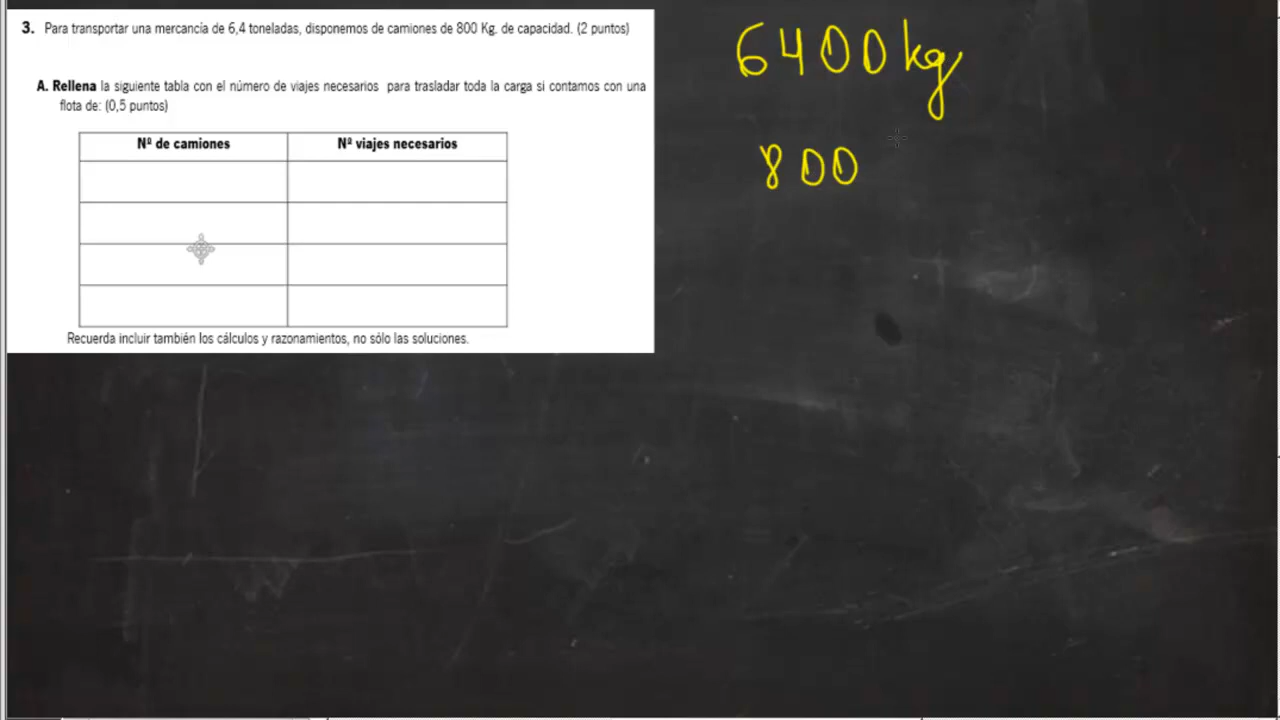 3. Para transportar una mercancía de 6,4 toneladas, disponemos de camiones de 800 Kg. de capacidad. (2 puntos)
A. Rellena la siguiente tabla con el número de viajes necesarios para trasladar toda la carga si contamos con una
flota de: (0,5 puntos)
Nº de camiones Nº viajes necesarios
Recuerda incluir también los cálculos y razonamientos, no sólo las soluciones.
6400 kg
800